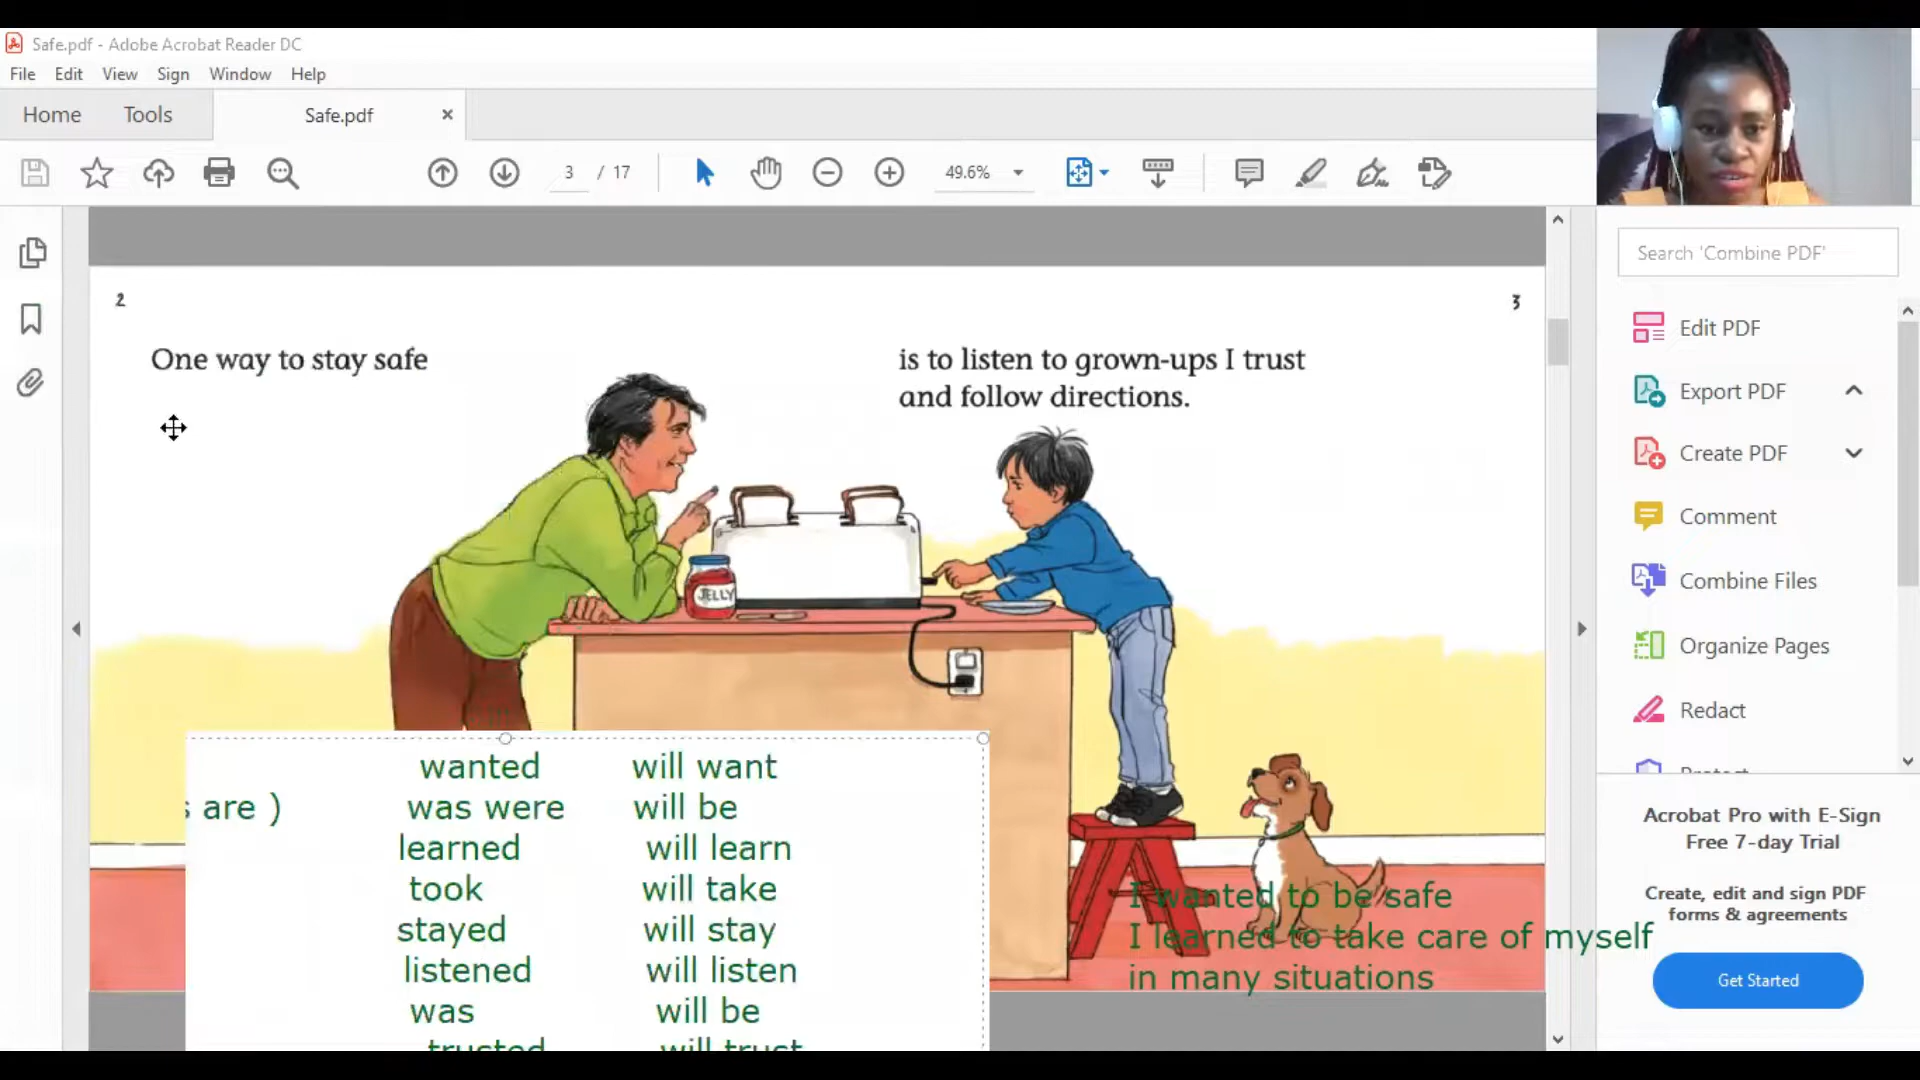 Safe.pdf - Adobe Acrobat Reader DC
File Edit View Sign Window Help
Home Tools Safe.pdf
3 / 17 49.6%
Search 'Combine PDF'
Edit PDF
Export PDF
Create PDF
Comment
Combine Files
Organize Pages
Redact
Protect
Acrobat Pro with E-Sign
Free 7-day Trial
Create, edit and sign PDF
forms & agreements
Get Started
2
One way to stay safe
3
is to listen to grown-ups I trust
and follow directions.
JELLY
wanted will want
s are ) was were will be
learned will learn
took will take
stayed will stay
listened will listen
was will be
trusted will trust
I wanted to be safe
I learned to take care of myself
in many situations